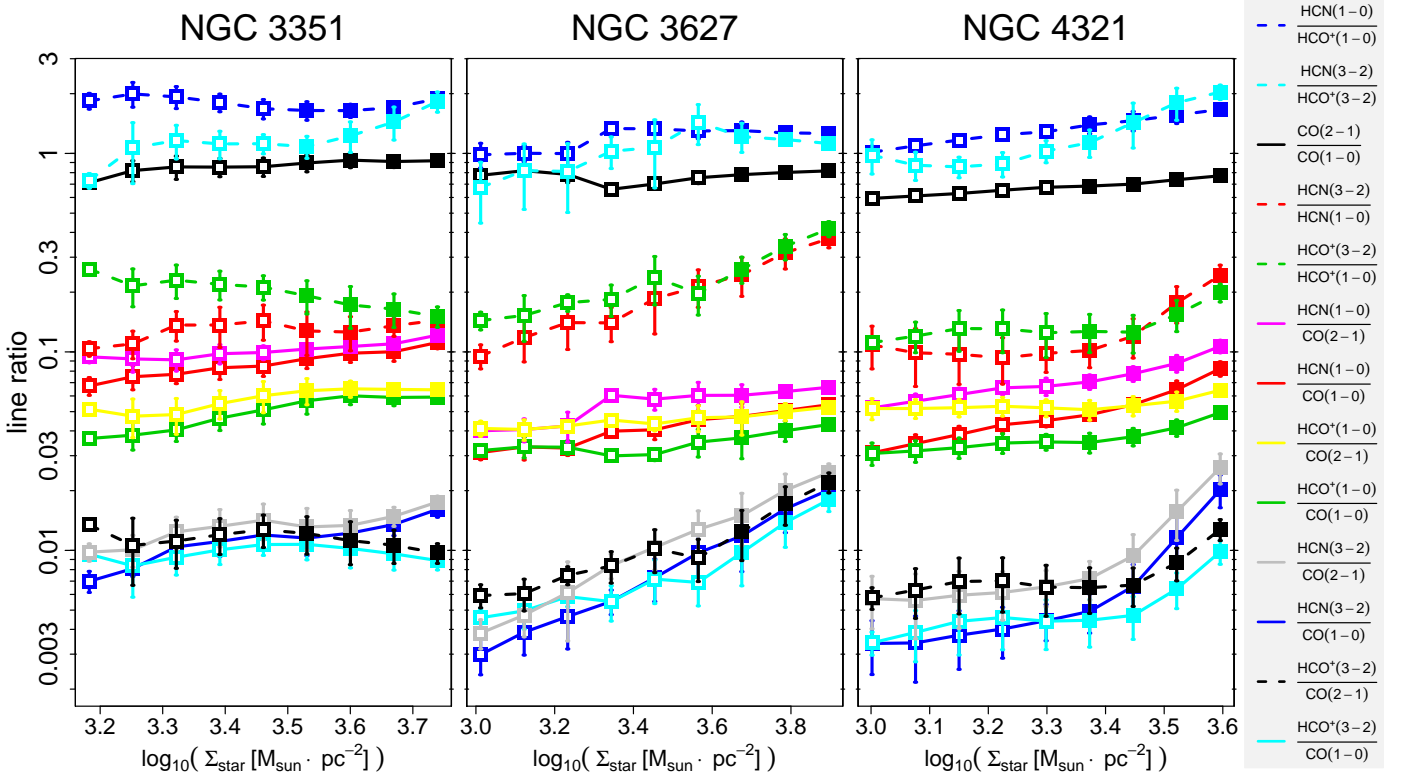 NGC 3351
NGC 3627
NGC 4321
line ratio
3
1
0.3
0.1
0.03
0.01
0.003
3.2 3.3 3.4 3.5 3.6 3.7
3.0 3.2 3.4 3.6 3.8
3.0 3.1 3.2 3.3 3.4 3.5 3.6
log₁₀( Σstar [Msun · pc⁻²] )
log₁₀( Σstar [Msun · pc⁻²] )
log₁₀( Σstar [Msun · pc⁻²] )
HCN(1−0)
HCO⁺(1−0)
HCN(3−2)
HCO⁺(3−2)
CO(2−1)
CO(1−0)
HCN(3−2)
HCN(1−0)
HCO⁺(3−2)
HCO⁺(1−0)
HCN(1−0)
CO(2−1)
HCN(1−0)
CO(1−0)
HCO⁺(1−0)
CO(2−1)
HCO⁺(1−0)
CO(1−0)
HCN(3−2)
CO(2−1)
HCN(3−2)
CO(1−0)
HCO⁺(3−2)
CO(2−1)
HCO⁺(3−2)
CO(1−0)